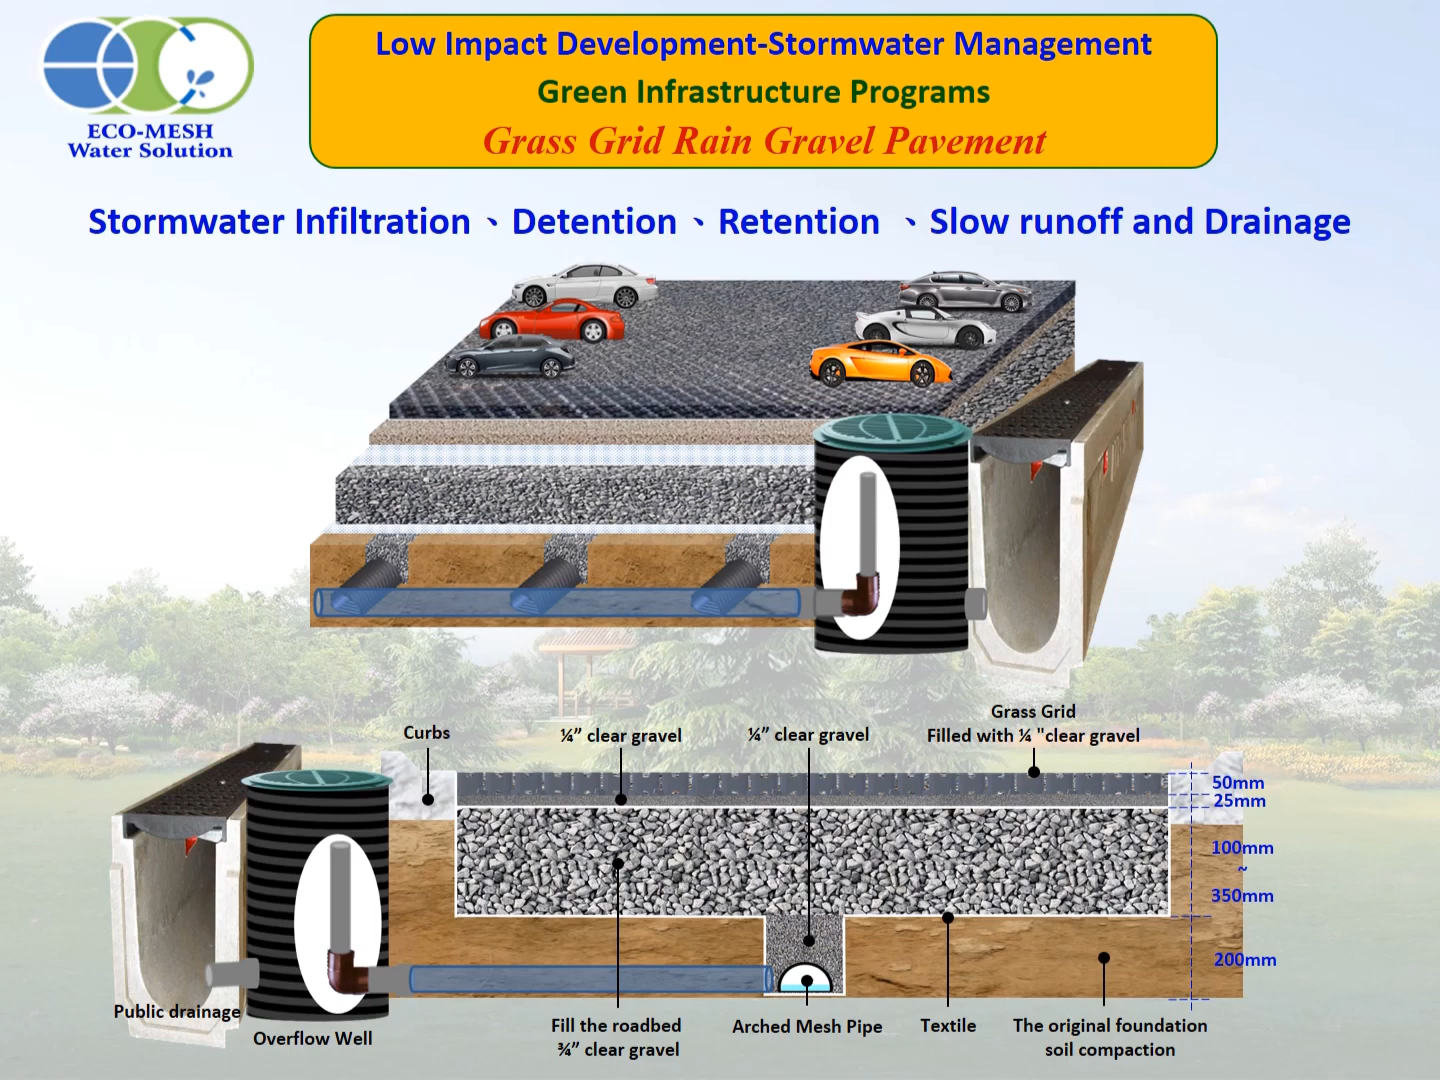 ECO-MESH
Water Solution
Low Impact Development-Stormwater Management
Green Infrastructure Programs
Grass Grid Rain Gravel Pavement
Stormwater Infiltration、Detention、Retention 、Slow runoff and Drainage
Curbs
¼” clear gravel
¼” clear gravel
Grass Grid
Filled with ¼ "clear gravel
50mm
25mm
100mm
~
350mm
200mm
Public drainage
Overflow Well
Fill the roadbed
¾” clear gravel
Arched Mesh Pipe
Textile
The original foundation
soil compaction